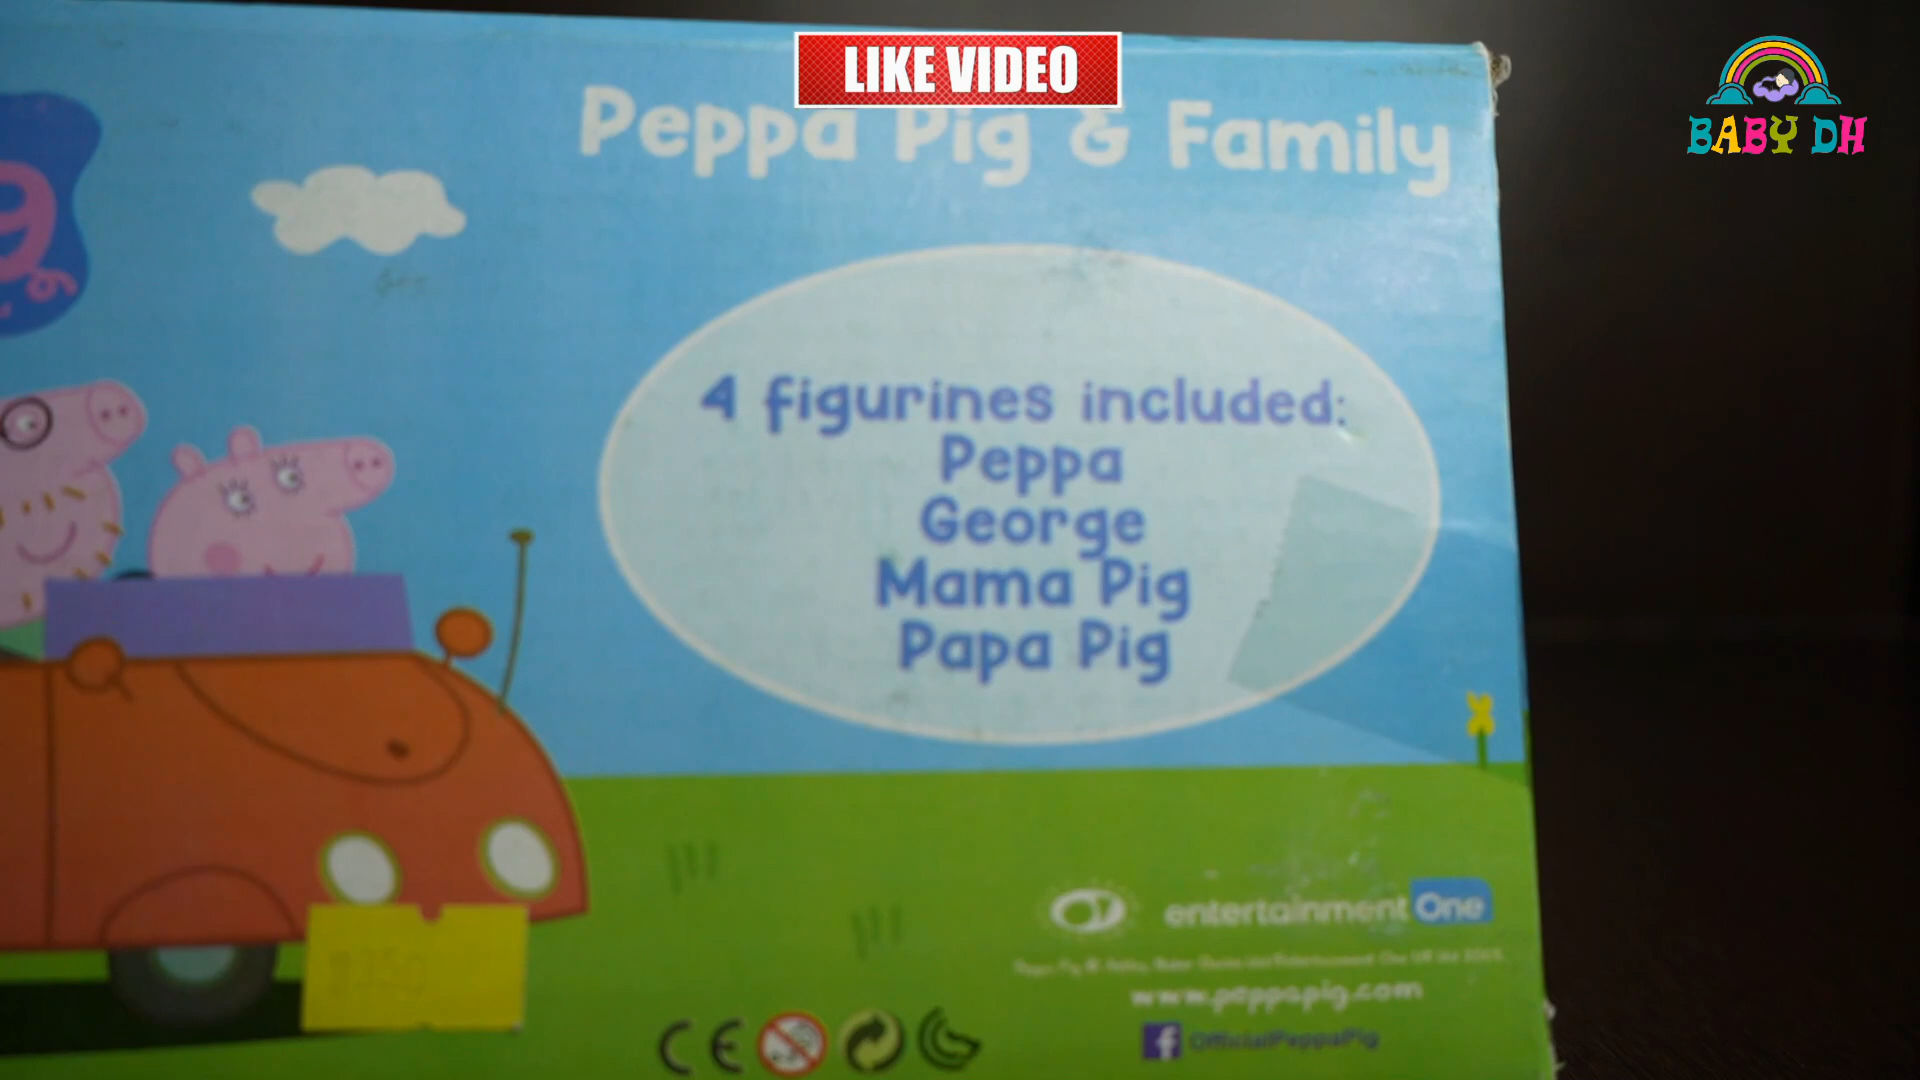 LIKE VIDEO
BABY DH
Peppa Pig & Family
4 figurines included:
Peppa
George
Mama Pig
Papa Pig
entertainment One
www.peppapig.com
OfficialPeppaPig
CE